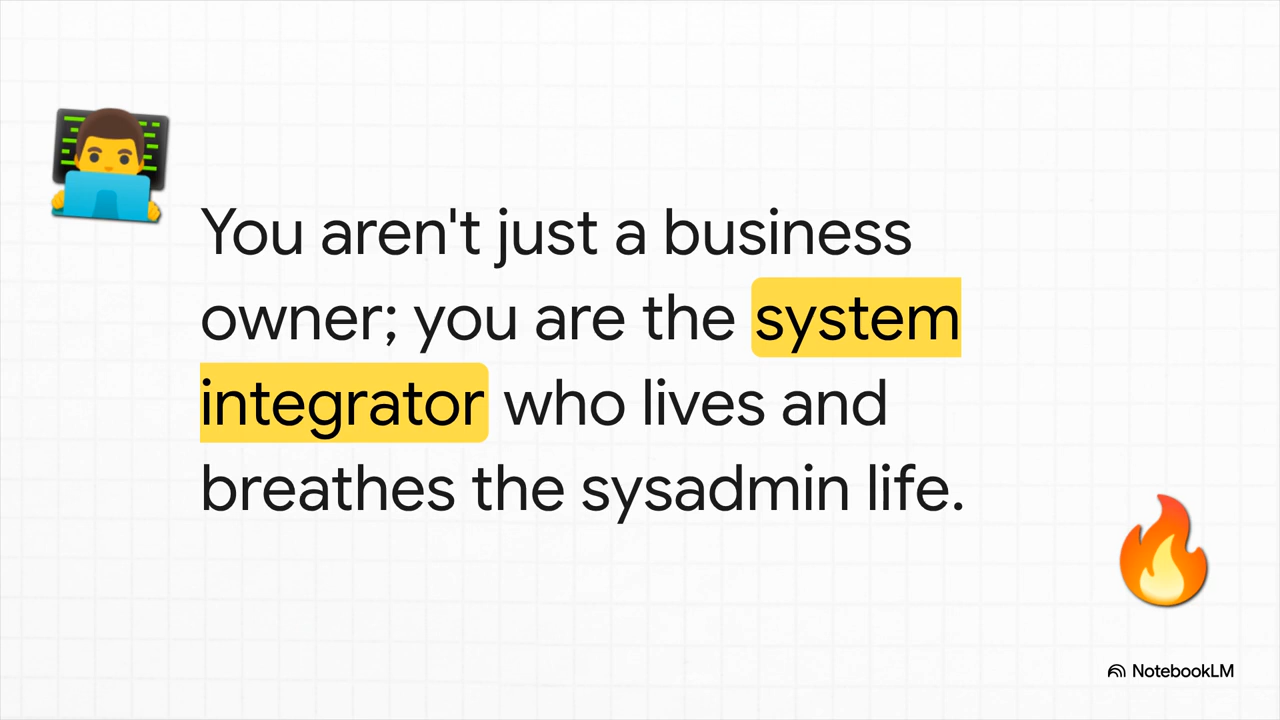 You aren't just a business
owner; you are the system
integrator who lives and
breathes the sysadmin life.
NotebookLM